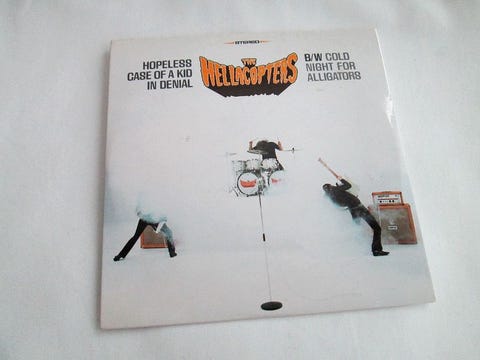 STEREO
HOPELESS
CASE OF A KID
IN DENIAL
THE
HELLACOPTERS
B/W COLD
NIGHT FOR
ALLIGATORS